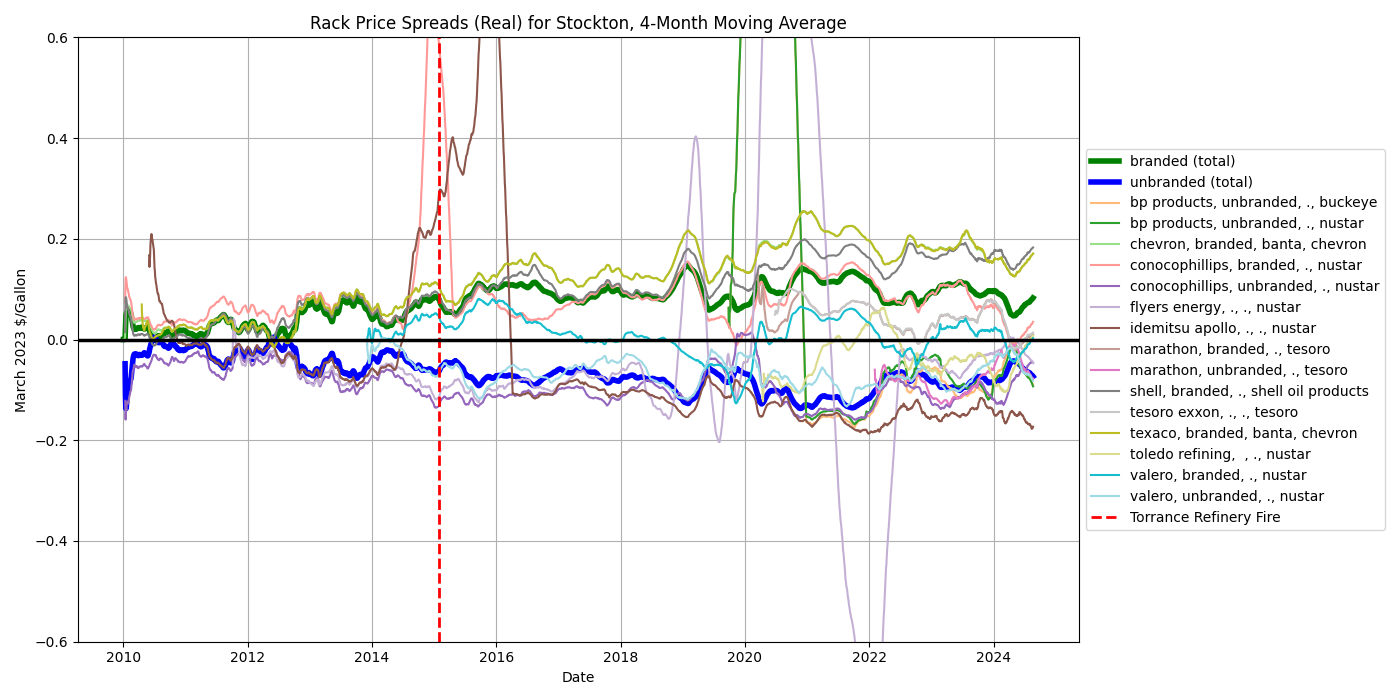 Rack Price Spreads (Real) for Stockton, 4-Month Moving Average
March 2023 $/Gallon
0.6
0.4
0.2
0.0
−0.2
−0.4
−0.6
2010
2012
2014
2016
2018
2020
2022
2024
Date
branded (total)
unbranded (total)
bp products, unbranded, ., buckeye
bp products, unbranded, ., nustar
chevron, branded, banta, chevron
conocophillips, branded, ., nustar
conocophillips, unbranded, ., nustar
flyers energy, ., ., nustar
idemitsu apollo, ., ., nustar
marathon, branded, ., tesoro
marathon, unbranded, ., tesoro
shell, branded, ., shell oil products
tesoro exxon, ., ., tesoro
texaco, branded, banta, chevron
toledo refining,  , ., nustar
valero, branded, ., nustar
valero, unbranded, ., nustar
Torrance Refinery Fire